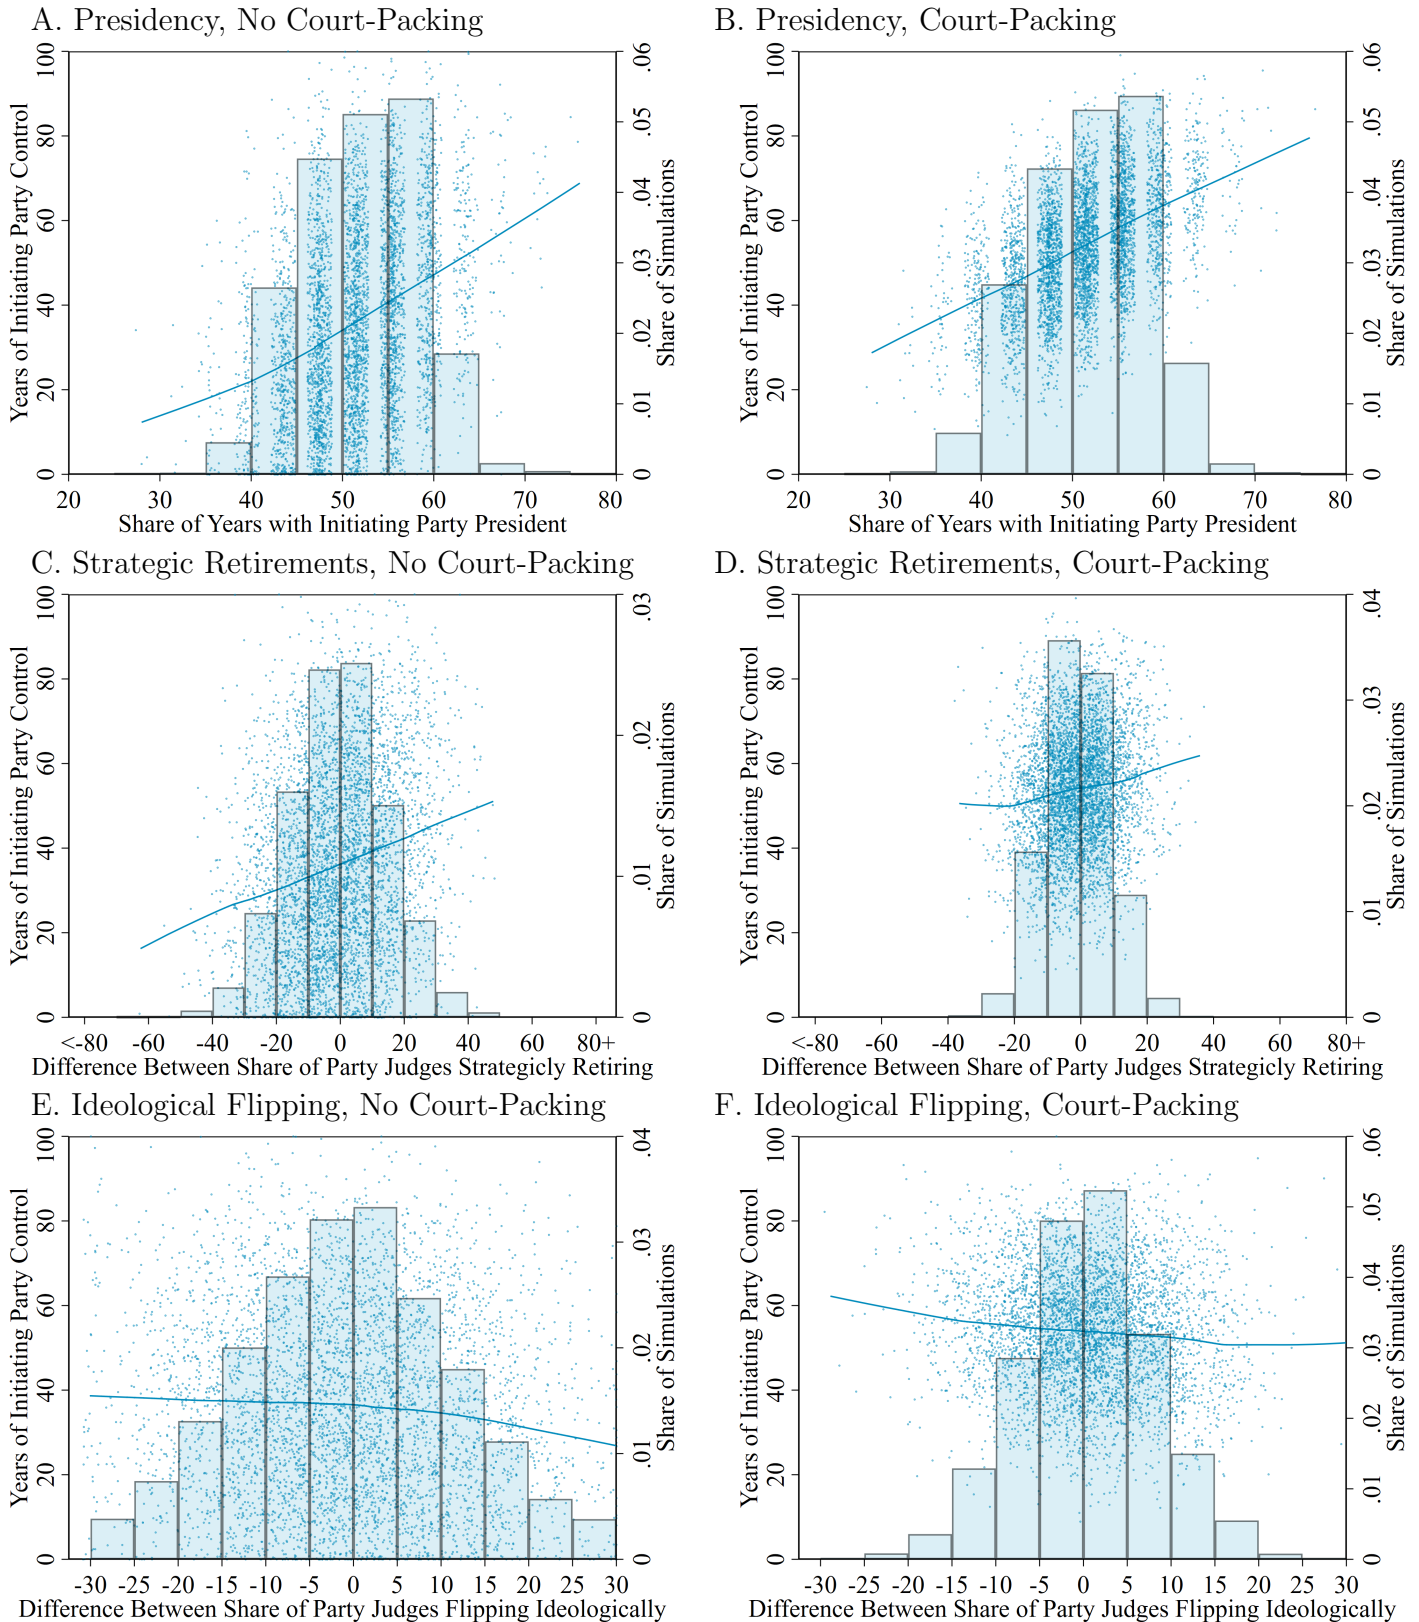 A. Presidency, No Court-Packing
Years of Initiating Party Control
0 20 40 60 80 100
Share of Simulations
0 .01 .02 .03 .04 .05 .06
20 30 40 50 60 70 80
Share of Years with Initiating Party President
B. Presidency, Court-Packing
Years of Initiating Party Control
0 20 40 60 80 100
Share of Simulations
0 .01 .02 .03 .04 .05 .06
20 30 40 50 60 70 80
Share of Years with Initiating Party President
C. Strategic Retirements, No Court-Packing
Years of Initiating Party Control
0 20 40 60 80 100
Share of Simulations
0 .01 .02 .03
<-80 -60 -40 -20 0 20 40 60 80+
Difference Between Share of Party Judges Strategicly Retiring
D. Strategic Retirements, Court-Packing
Years of Initiating Party Control
0 20 40 60 80 100
Share of Simulations
0 .01 .02 .03 .04
<-80 -60 -40 -20 0 20 40 60 80+
Difference Between Share of Party Judges Strategicly Retiring
E. Ideological Flipping, No Court-Packing
Years of Initiating Party Control
0 20 40 60 80 100
Share of Simulations
0 .01 .02 .03 .04
-30 -25 -20 -15 -10 -5 0 5 10 15 20 25 30
Difference Between Share of Party Judges Flipping Ideologically
F. Ideological Flipping, Court-Packing
Years of Initiating Party Control
0 20 40 60 80 100
Share of Simulations
0 .01 .02 .03 .04 .05 .06
-30 -25 -20 -15 -10 -5 0 5 10 15 20 25 30
Difference Between Share of Party Judges Flipping Ideologically